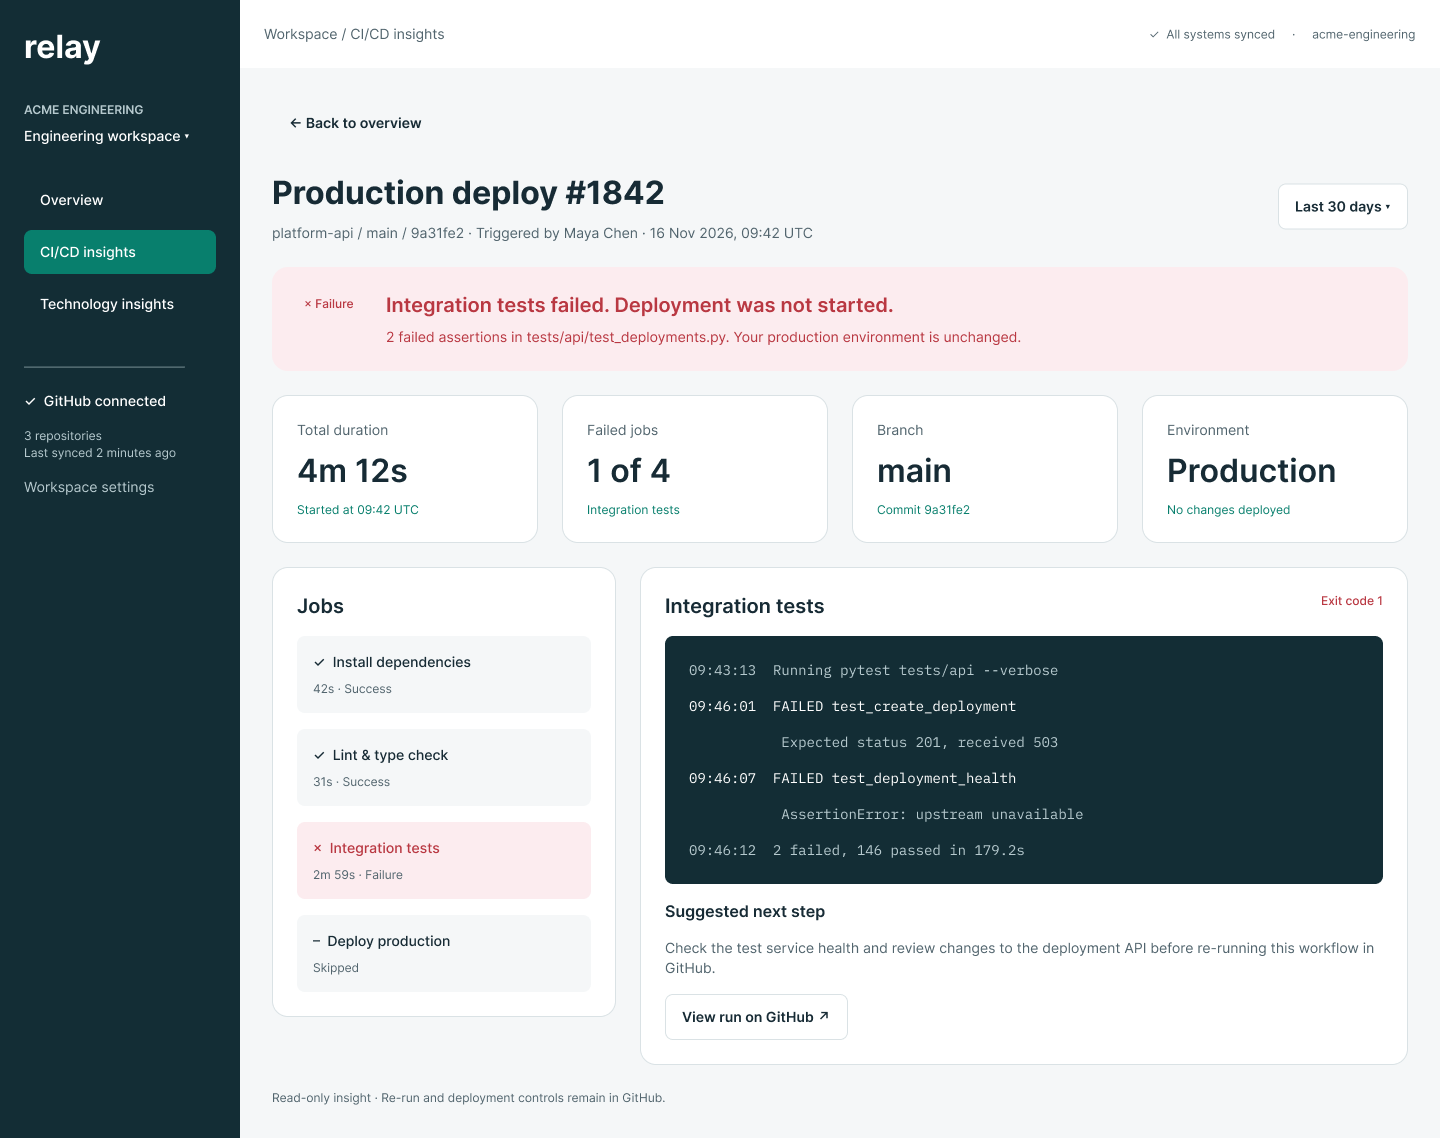 relay
ACME ENGINEERING
Engineering workspace ▾
Overview
CI/CD insights
Technology insights
✓ GitHub connected
3 repositories
Last synced 2 minutes ago
Workspace settings
Workspace / CI/CD insights
✓ All systems synced · acme-engineering
← Back to overview
Production deploy #1842
platform-api / main / 9a31fe2 · Triggered by Maya Chen · 16 Nov 2026, 09:42 UTC
Last 30 days ▾
× Failure
Integration tests failed. Deployment was not started.
2 failed assertions in tests/api/test_deployments.py. Your production environment is unchanged.
Total duration
4m 12s
Started at 09:42 UTC
Failed jobs
1 of 4
Integration tests
Branch
main
Commit 9a31fe2
Environment
Production
No changes deployed
Jobs
✓ Install dependencies
42s · Success
✓ Lint & type check
31s · Success
× Integration tests
2m 59s · Failure
– Deploy production
Skipped
Integration tests
Exit code 1
09:43:13  Running pytest tests/api --verbose
09:46:01  FAILED test_create_deployment
Expected status 201, received 503
09:46:07  FAILED test_deployment_health
AssertionError: upstream unavailable
09:46:12  2 failed, 146 passed in 179.2s
Suggested next step
Check the test service health and review changes to the deployment API before re-running this workflow in
GitHub.
View run on GitHub ↗
Read-only insight · Re-run and deployment controls remain in GitHub.